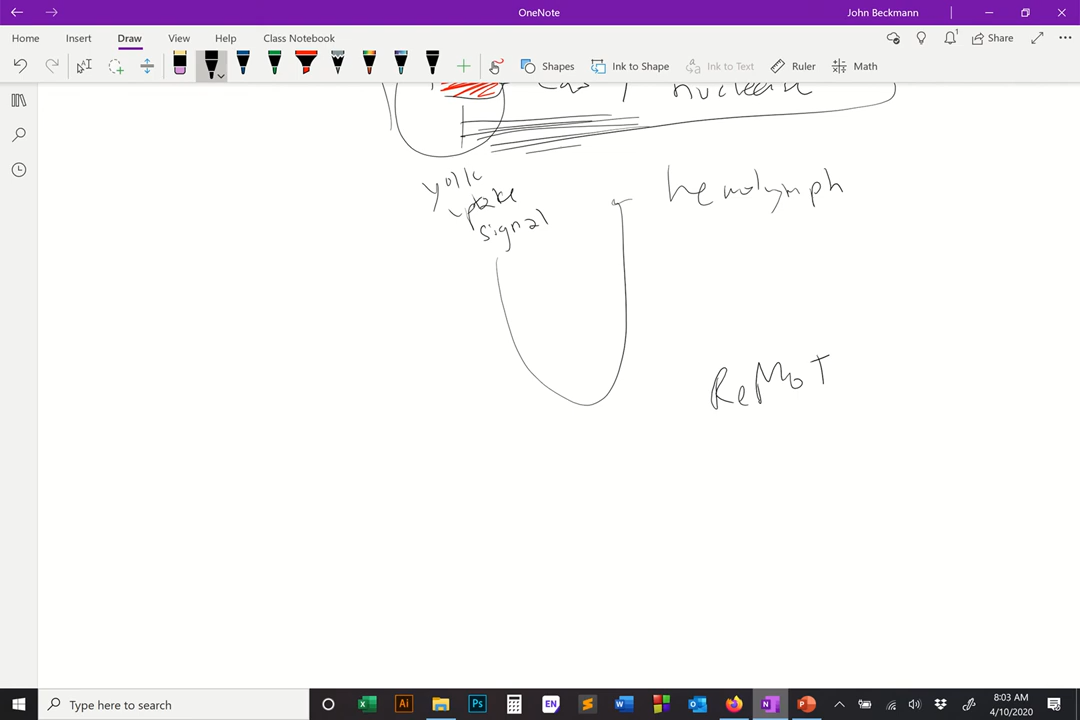 OneNote
John Beckmann
Home Insert Draw View Help Class Notebook
Share
Shapes Ink to Shape Ink to Text Ruler Math
nuclease
yolk
uptake
signal
hemolymph
ReMOT
Type here to search
8:03 AM
4/10/2020